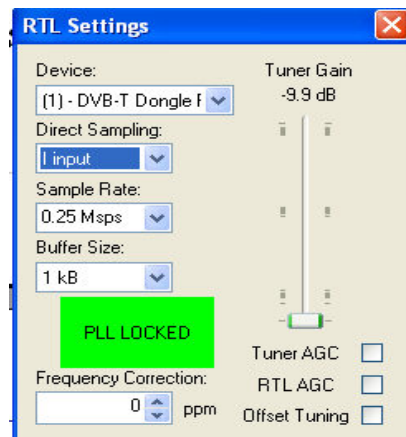 RTL Settings
Device:
Tuner Gain
(1) - DVB-T Dongle
-9.9 dB
Direct Sampling:
I input
Sample Rate:
0.25 Msps
Buffer Size:
1 kB
PLL LOCKED
Tuner AGC
Frequency Correction:
RTL AGC
0 ppm
Offset Tuning